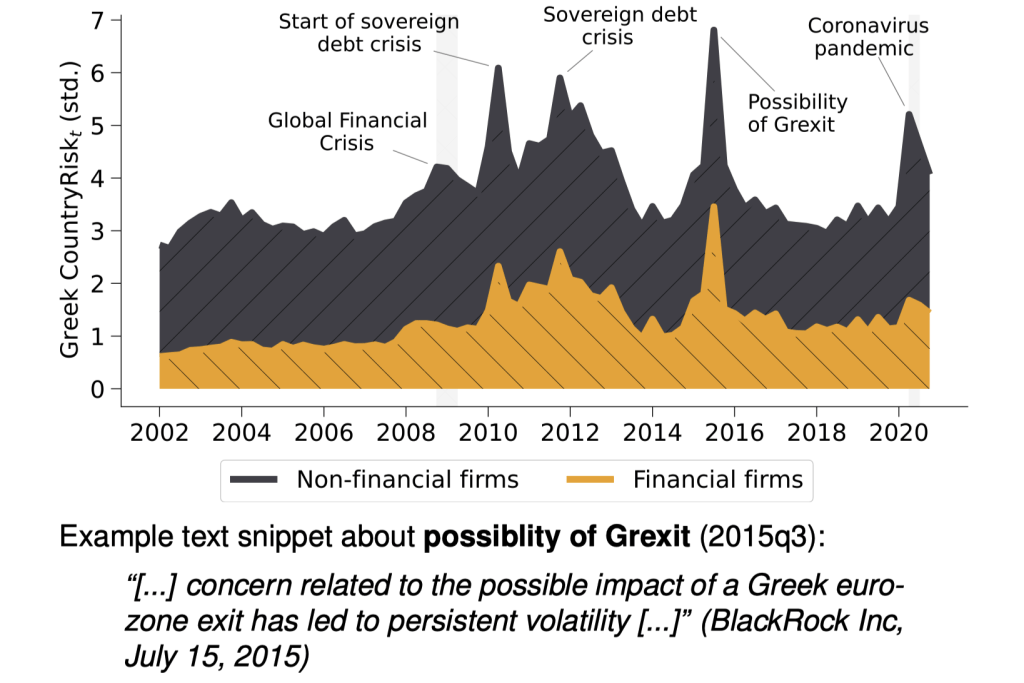 7
6
5
4
3
2
1
0
Greek CountryRiskₜ (std.)
Start of sovereign
debt crisis
Sovereign debt
crisis
Coronavirus
pandemic
Global Financial
Crisis
Possibility
of Grexit
2002 2004 2006 2008 2010 2012 2014 2016 2018 2020
Non-financial firms Financial firms
Example text snippet about possiblity of Grexit (2015q3):
“[...] concern related to the possible impact of a Greek euro-
zone exit has led to persistent volatility [...]” (BlackRock Inc,
July 15, 2015)